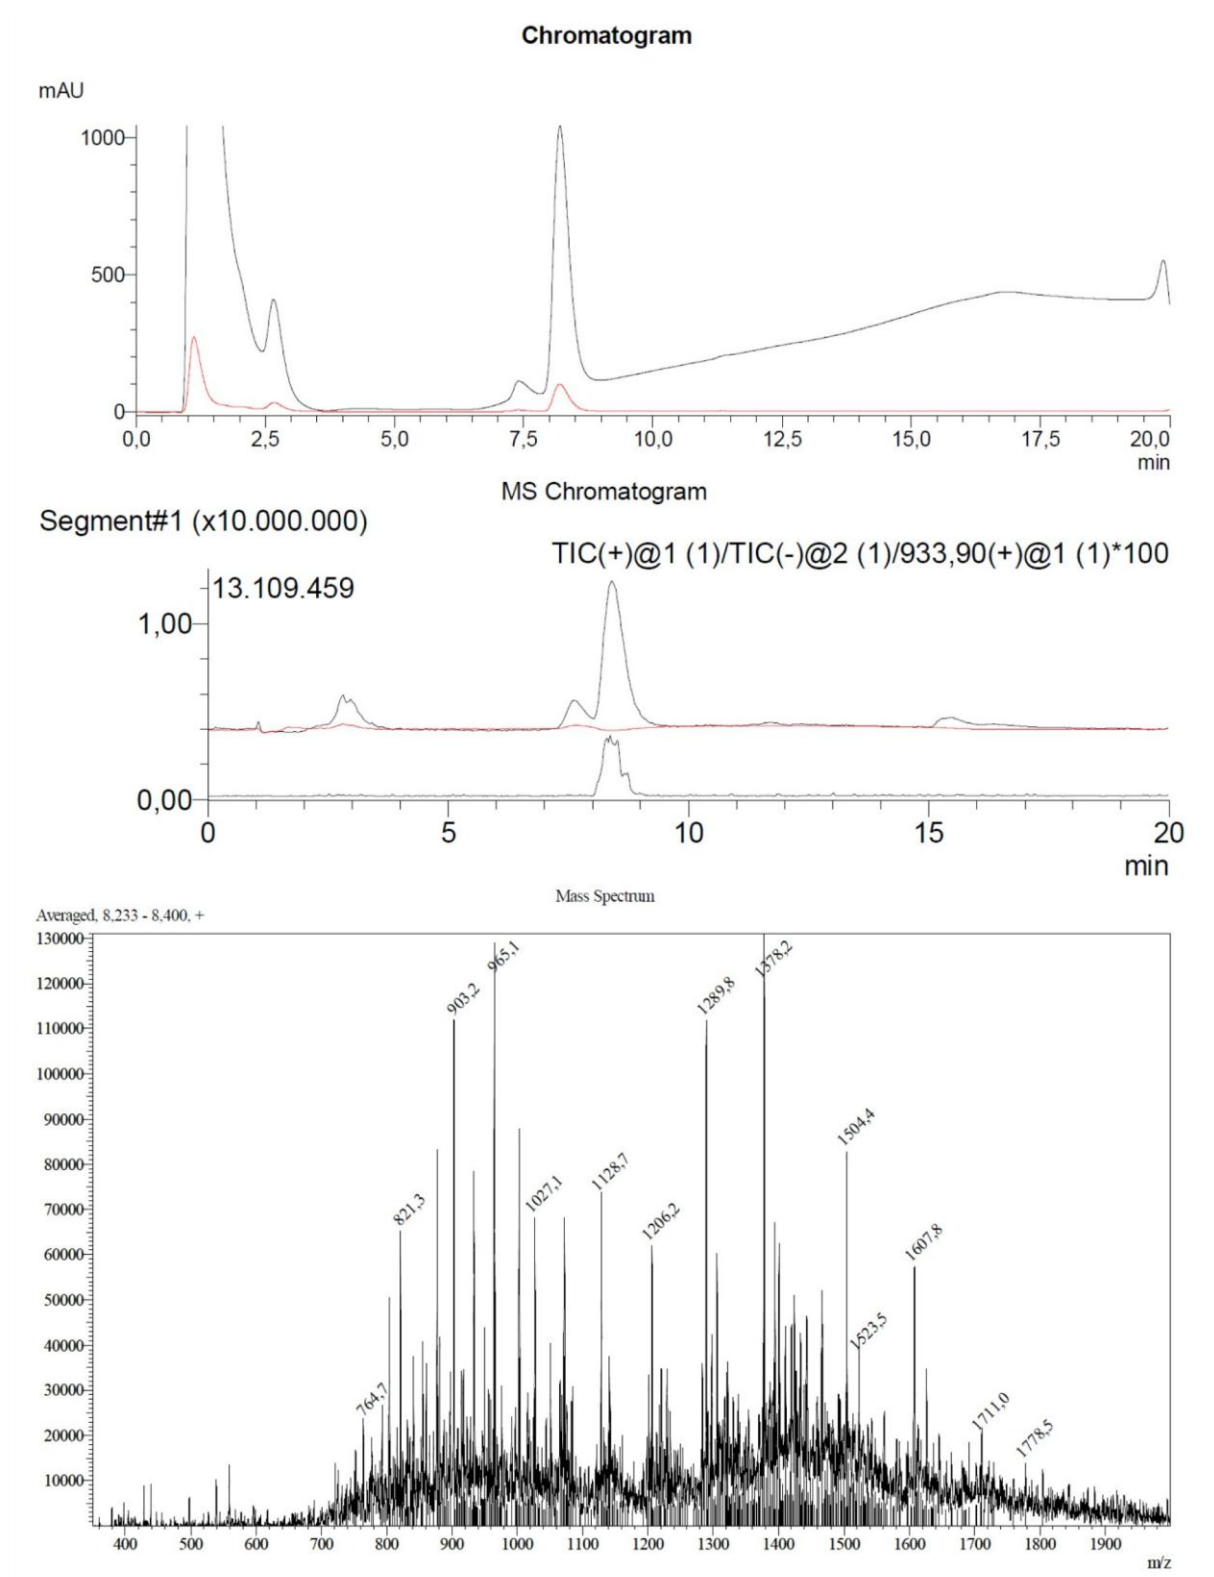 Chromatogram
mAU
1000
500
0
0,0 2,5 5,0 7,5 10,0 12,5 15,0 17,5 20,0
min
MS Chromatogram
Segment#1 (x10.000.000)
TIC(+)@1 (1)/TIC(-)@2 (1)/933,90(+)@1 (1)*100
13.109.459
1,00
0,00
0 5 10 15 20
min
Mass Spectrum
Averaged, 8,233 - 8,400, +
130000
120000
110000
100000
90000
80000
70000
60000
50000
40000
30000
20000
10000
764,7
821,3
903,2
965,1
1027,1
1128,7
1206,2
1289,8
1378,2
1504,4
1523,5
1607,8
1711,0
1778,5
400 500 600 700 800 900 1000 1100 1200 1300 1400 1500 1600 1700 1800 1900
m/z